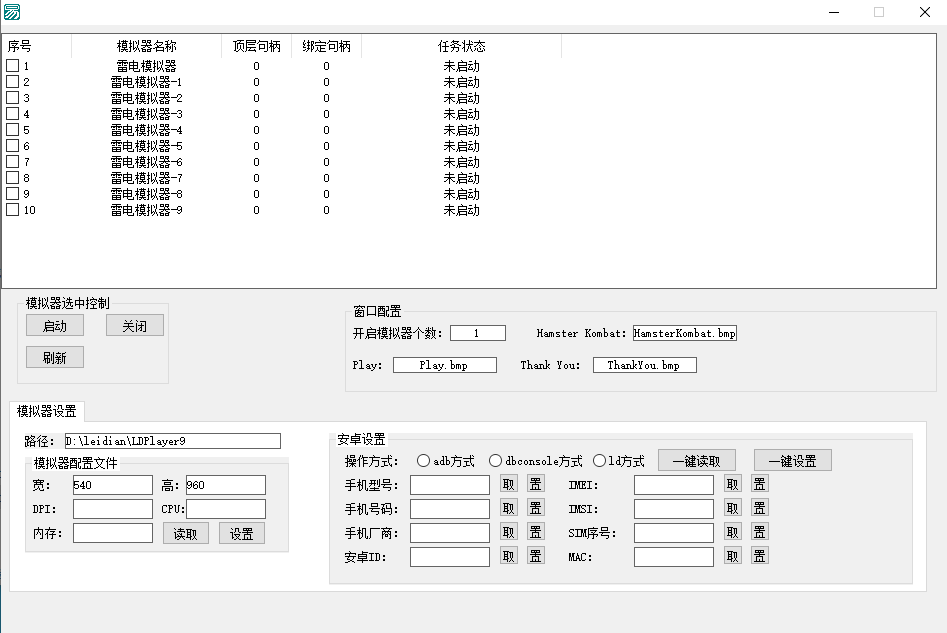 易
序号 模拟器名称 顶层句柄 绑定句柄 任务状态
1 雷电模拟器 0 0 未启动
2 雷电模拟器-1 0 0 未启动
3 雷电模拟器-2 0 0 未启动
4 雷电模拟器-3 0 0 未启动
5 雷电模拟器-4 0 0 未启动
6 雷电模拟器-5 0 0 未启动
7 雷电模拟器-6 0 0 未启动
8 雷电模拟器-7 0 0 未启动
9 雷电模拟器-8 0 0 未启动
10 雷电模拟器-9 0 0 未启动
模拟器选中控制
启动 关闭
刷新
窗口配置
开启模拟器个数: 1 Hamster Kombat: HamsterKombat.bmp
Play: Play.bmp Thank You: ThankYou.bmp
模拟器设置
路径: D:\leidian\LDPlayer9
模拟器配置文件
宽: 540 高: 960
DPI: CPU:
内存: 读取 设置
安卓设置
操作方式: adb方式 dbconsole方式 ld方式 一键读取 一键设置
手机型号: 取 置 IMEI: 取 置
手机号码: 取 置 IMSI: 取 置
手机厂商: 取 置 SIM序号: 取 置
安卓ID: 取 置 MAC: 取 置